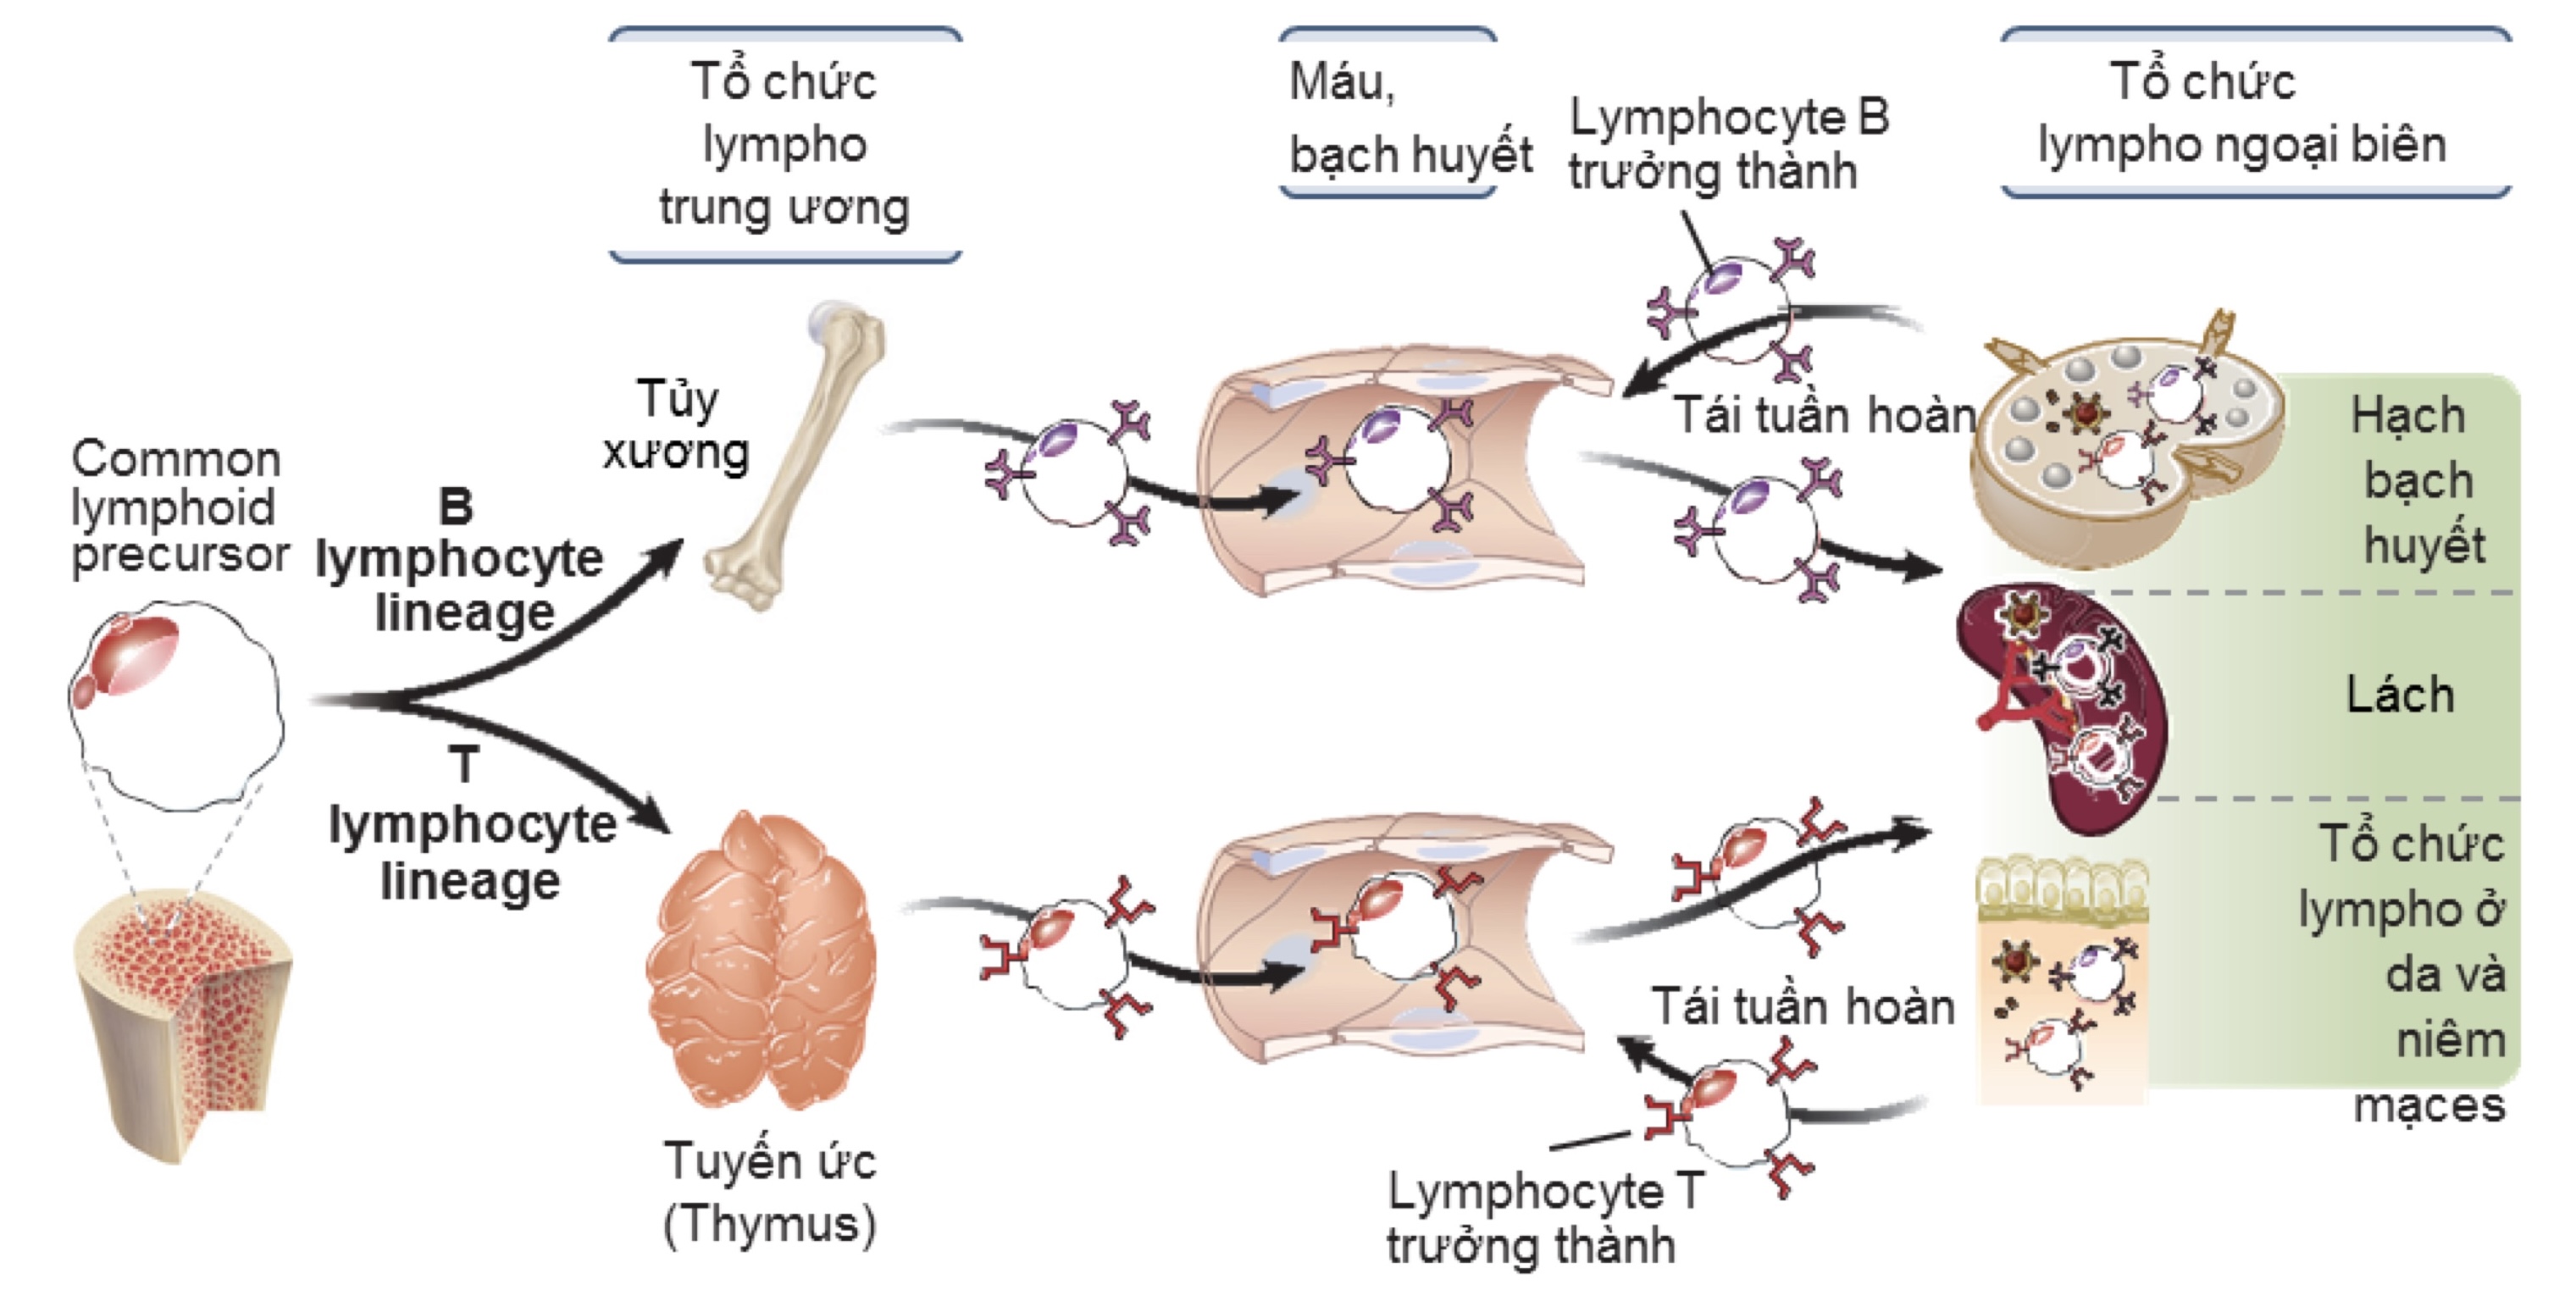 Tổ chức
lympho
trung ương
Máu,
bạch huyết
Lymphocyte B
trưởng thành
Tổ chức
lympho ngoại biên
Tủy
xương
Common
lymphoid
precursor
B
lymphocyte
lineage
T
lymphocyte
lineage
Tuyến ức
(Thymus)
Tái tuần hoàn
Tái tuần hoàn
Lymphocyte T
trưởng thành
Hạch
bạch
huyết
Lách
Tổ chức
lympho ở
da và
niêm
mạces